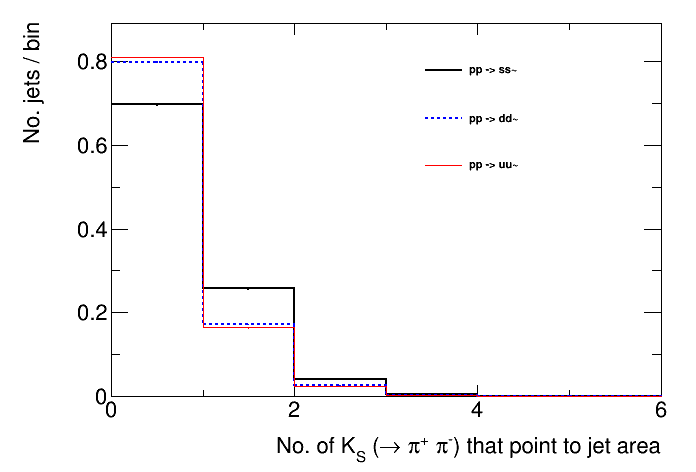 No. jets / bin
0.8
0.6
0.4
0.2
0
pp -> ss~
pp -> dd~
pp -> uu~
0 2 4 6
No. of K_S (→ π⁺ π⁻) that point to jet area